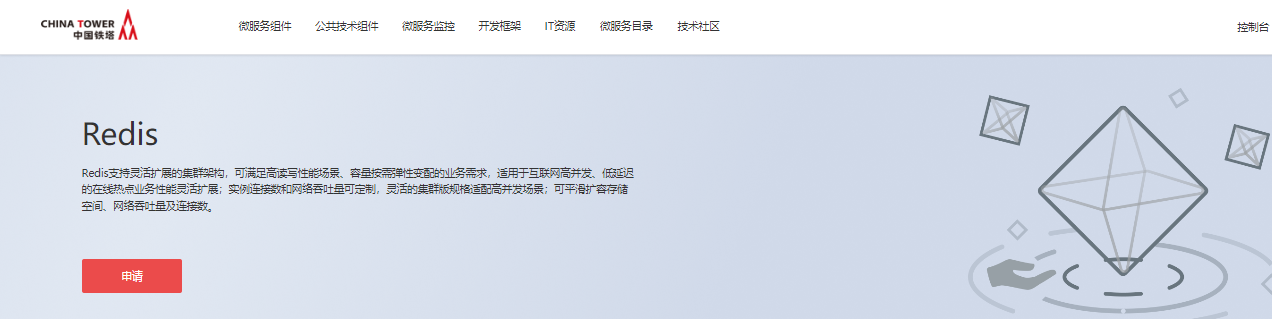 CHINA TOWER
中国铁塔
微服务组件 公共技术组件 微服务监控 开发框架 IT资源 微服务目录 技术社区 控制台
Redis
Redis支持灵活扩展的集群架构，可满足高读写性能场景、容量按需弹性变配的业务需求，适用于互联网高并发、低延迟
的在线热点业务性能灵活扩展；实例连接数和网络吞吐量可定制，灵活的集群版规格适配高并发场景；可平滑扩容存储
空间、网络吞吐量及连接数。
申请